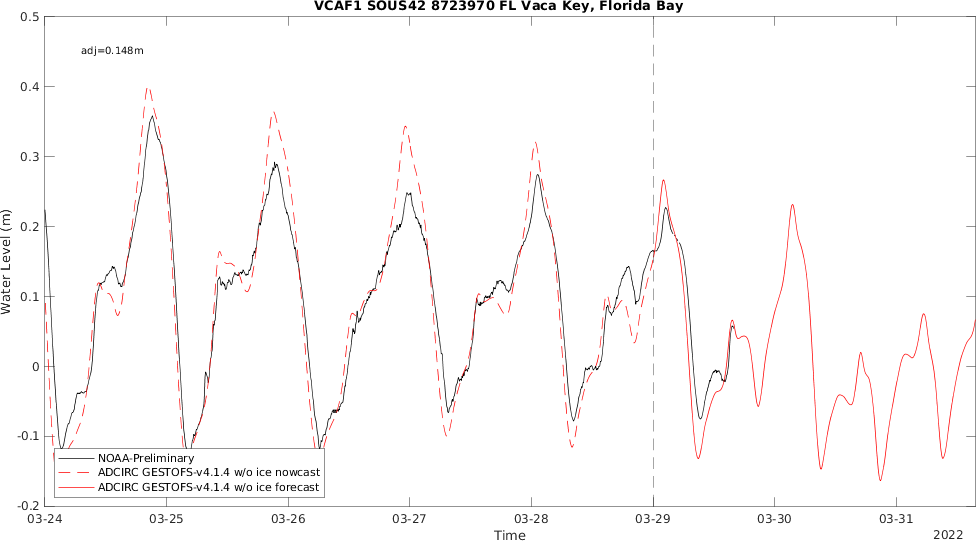 VCAF1 SOUS42 8723970 FL Vaca Key, Florida Bay
adj=0.148m
Water Level (m)
0.5
0.4
0.3
0.2
0.1
0
-0.1
-0.2
NOAA-Preliminary
ADCIRC GESTOFS-v4.1.4 w/o ice nowcast
ADCIRC GESTOFS-v4.1.4 w/o ice forecast
03-24 03-25 03-26 03-27 03-28 03-29 03-30 03-31
Time
2022